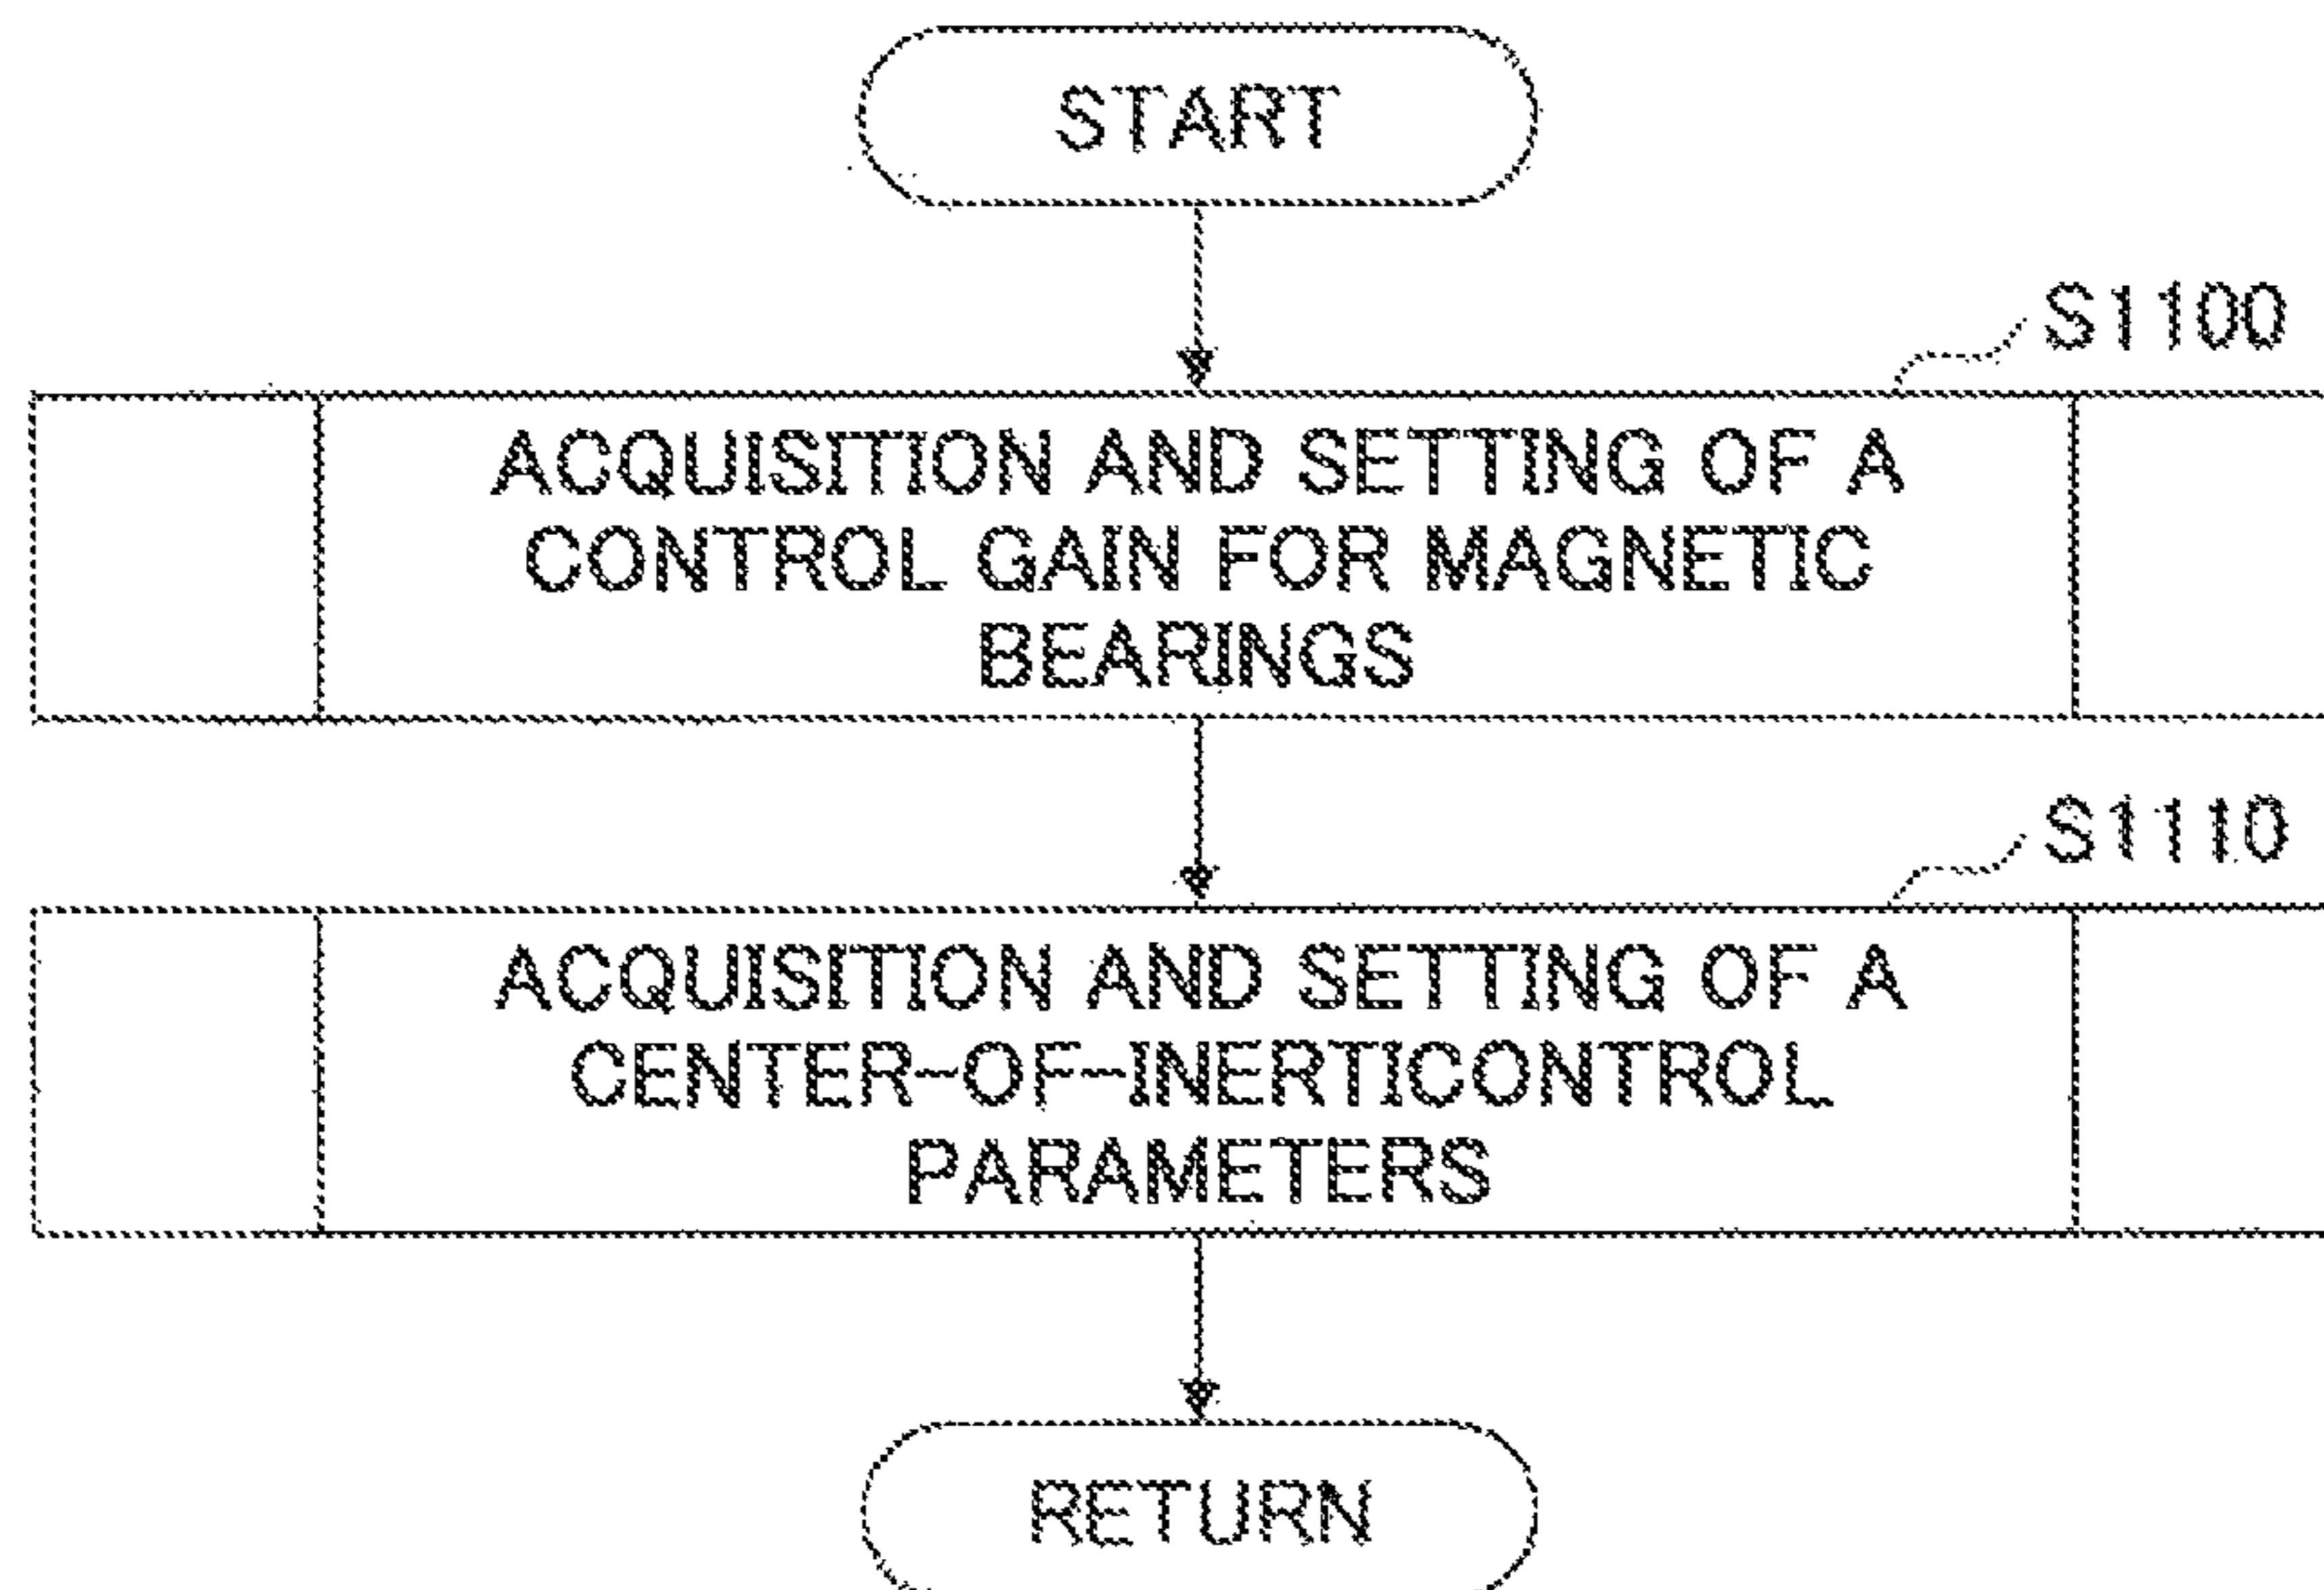 START
S1100
ACQUISITION AND SETTING OF A
CONTROL GAIN FOR MAGNETIC
BEARINGS
S1110
ACQUISITION AND SETTING OF A
CENTER-OF-INERTICONTROL
PARAMETERS
RETURN